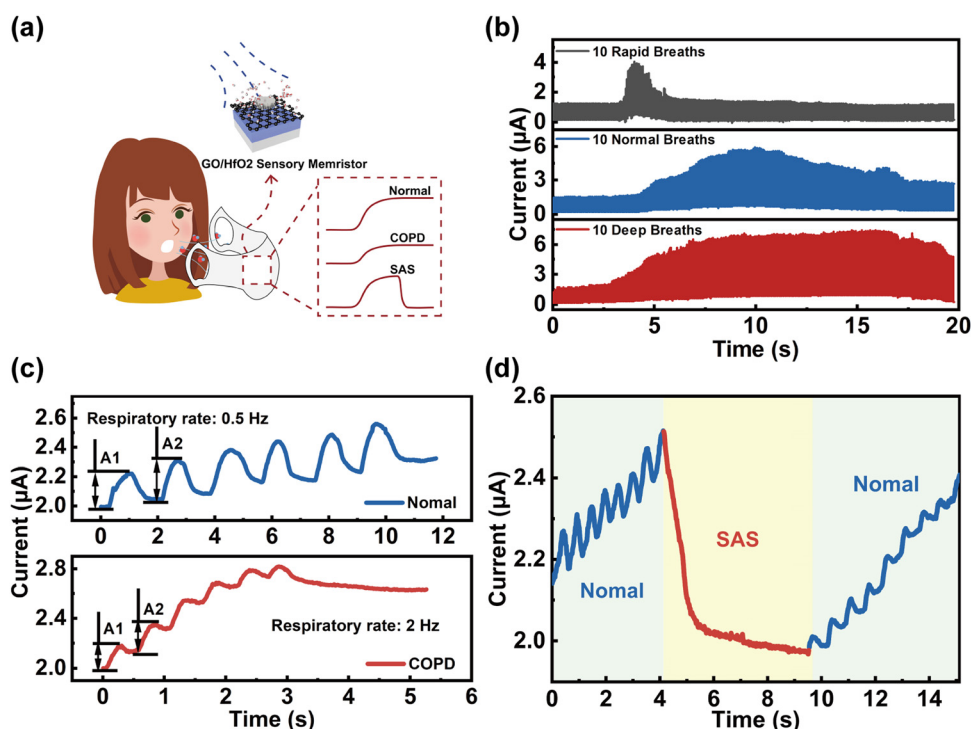 (a)
GO/HfO2 Sensory Memristor
Normal
COPD
SAS
(b)
10 Rapid Breaths
10 Normal Breaths
10 Deep Breaths
4
2
0
6
3
0
6
3
0
Current (μA)
0 5 10 15 20
Time (s)
(c)
Respiratory rate: 0.5 Hz
A1
A2
Nomal
2.6
2.4
2.2
2.0
0 2 4 6 8 10 12
Current (μA)
A1
A2
Respiratory rate: 2 Hz
COPD
2.8
2.4
2.0
0 1 2 3 4 5 6
Time (s)
(d)
2.6
2.4
2.2
2.0
Current (μA)
Nomal
SAS
Nomal
0 2 4 6 8 10 12 14
Time (s)